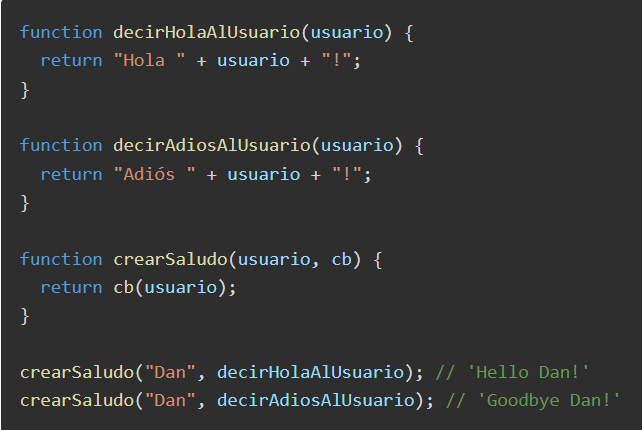 function decirHolaAlUsuario(usuario) {
  return "Hola " + usuario + "!";
}
function decirAdiosAlUsuario(usuario) {
  return "Adiós " + usuario + "!";
}
function crearSaludo(usuario, cb) {
  return cb(usuario);
}
crearSaludo("Dan", decirHolaAlUsuario); // 'Hello Dan!'
crearSaludo("Dan", decirAdiosAlUsuario); // 'Goodbye Dan!'